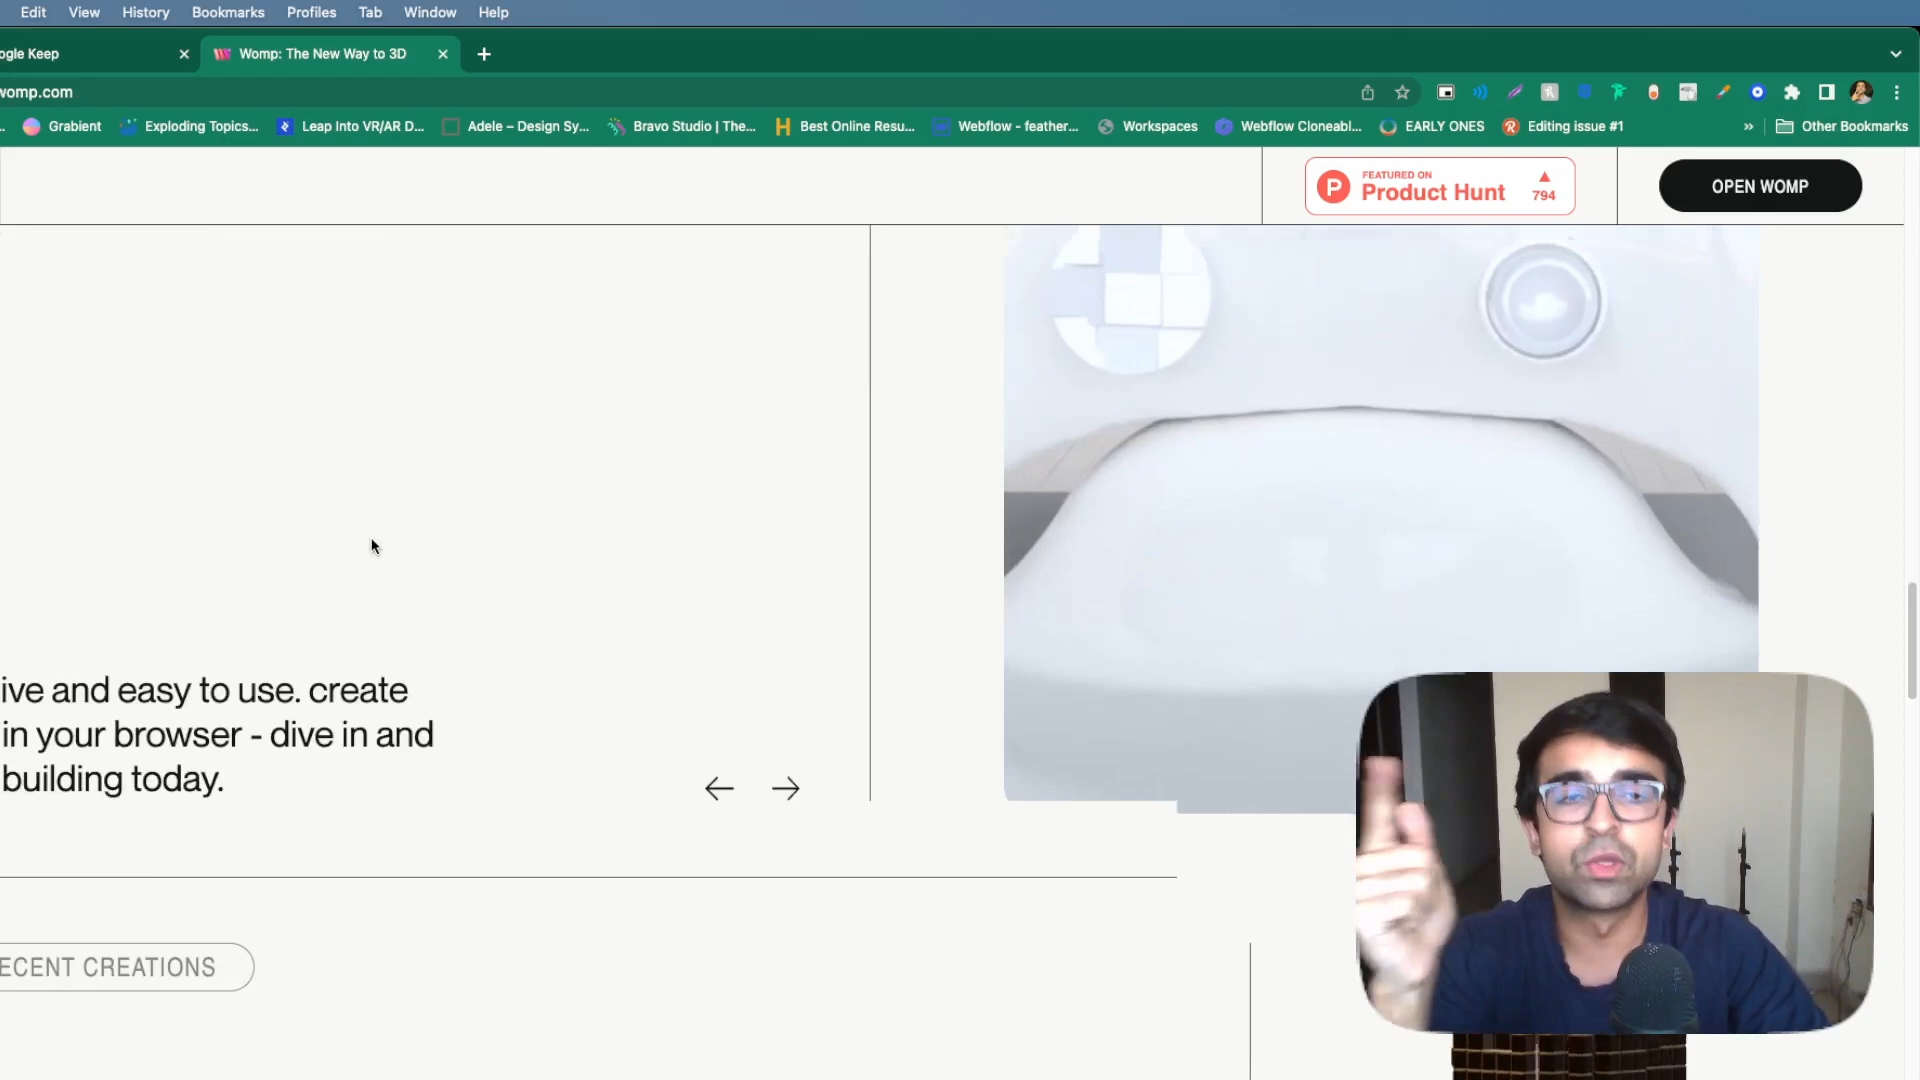 Edit View History Bookmarks Profiles Tab Window Help
ogle Keep
Womp: The New Way to 3D
womp.com
Grabient
Exploding Topics...
Leap Into VR/AR D...
Adele – Design Sy...
Bravo Studio | The...
Best Online Resu...
Webflow - feather...
Workspaces
Webflow Cloneabl...
EARLY ONES
Editing issue #1
»
Other Bookmarks
FEATURED ON
Product Hunt
794
OPEN WOMP
ive and easy to use. create
in your browser - dive in and
building today.
ECENT CREATIONS